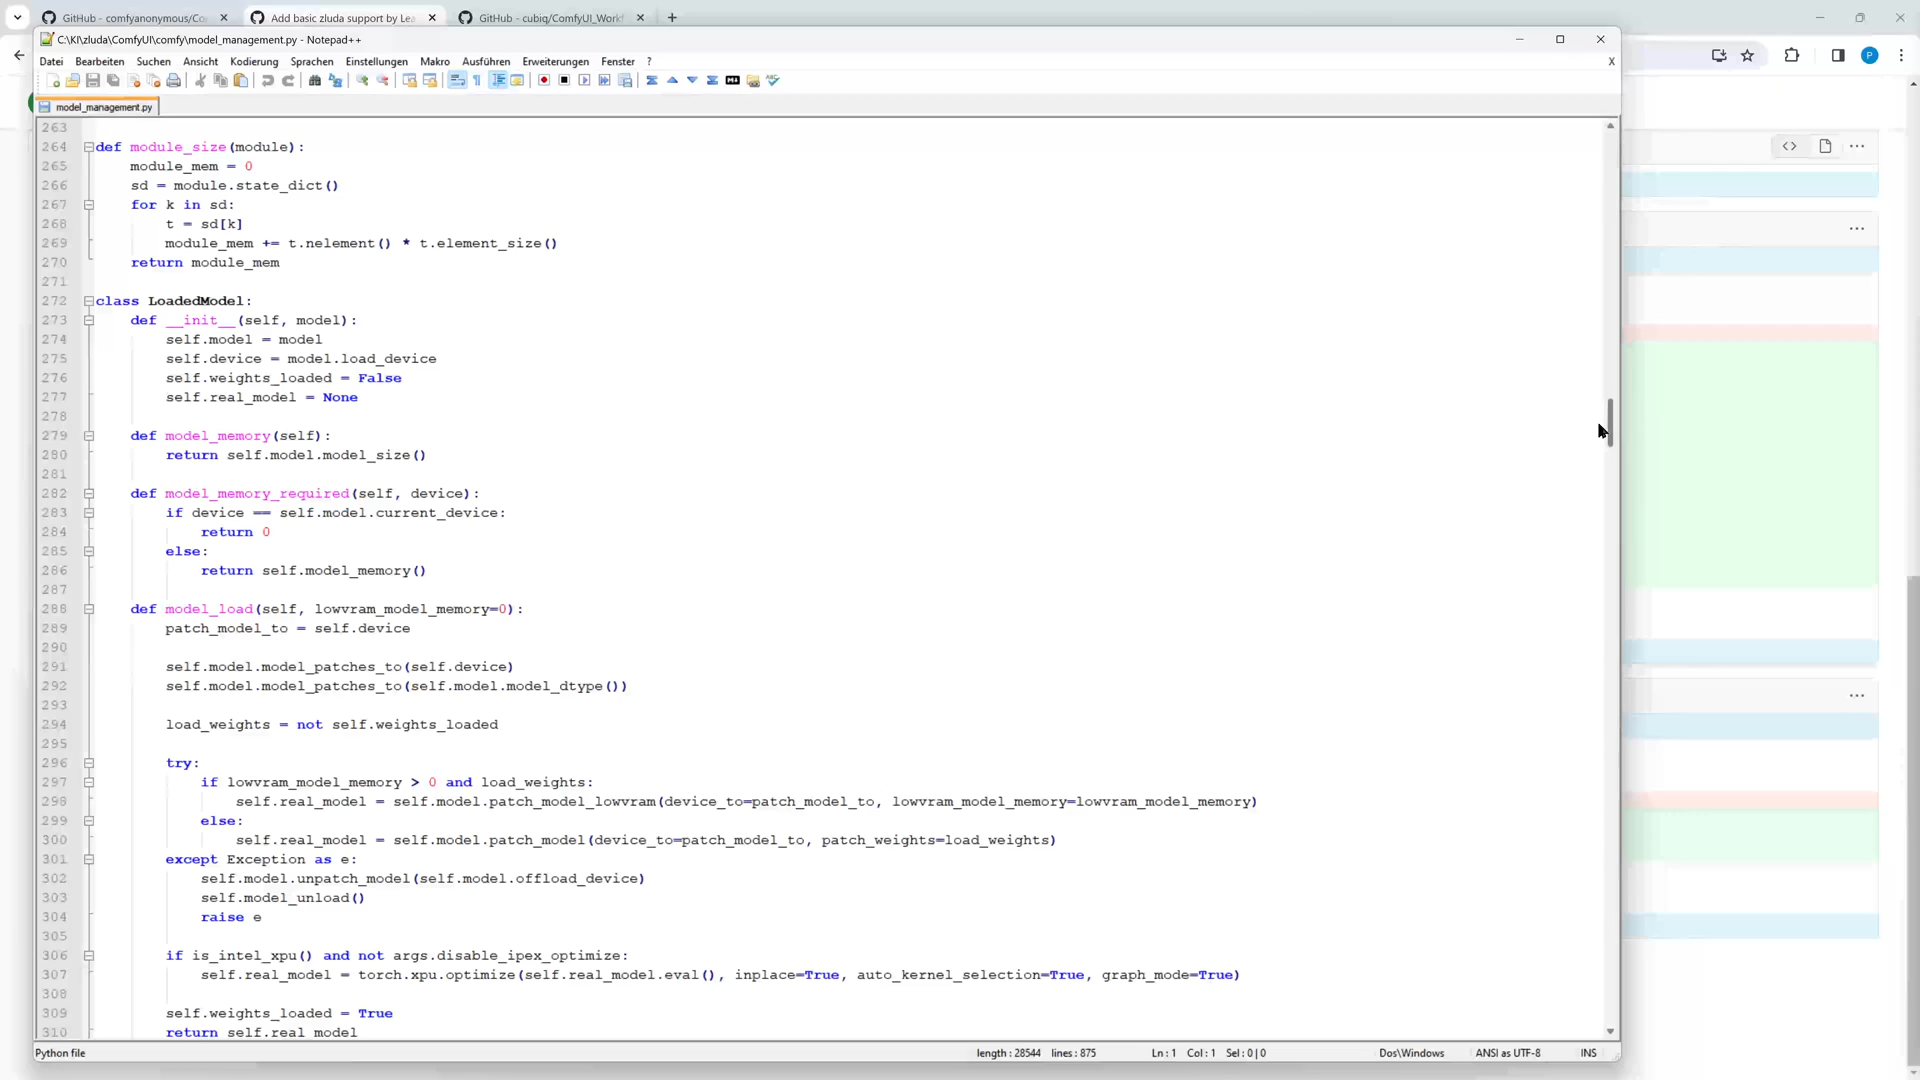 GitHub - comfyanonymous/Co
Add basic zluda support by Lea
GitHub - cubiq/ComfyUI_Workf
C:\KI\zluda\ComfyUI\comfy\model_management.py - Notepad++
Datei Bearbeiten Suchen Ansicht Kodierung Sprachen Einstellungen Makro Ausführen Erweiterungen Fenster ? X
P
model_management.py
263
264 def module_size(module):
265 module_mem = 0
266 sd = module.state_dict()
267 for k in sd:
268 t = sd[k]
269 module_mem += t.nelement() * t.element_size()
270 return module_mem
271
272 class LoadedModel:
273 def __init__(self, model):
274 self.model = model
275 self.device = model.load_device
276 self.weights_loaded = False
277 self.real_model = None
278
279 def model_memory(self):
280 return self.model.model_size()
281
282 def model_memory_required(self, device):
283 if device == self.model.current_device:
284 return 0
285 else:
286 return self.model_memory()
287
288 def model_load(self, lowvram_model_memory=0):
289 patch_model_to = self.device
290
291 self.model.model_patches_to(self.device)
292 self.model.model_patches_to(self.model.model_dtype())
293
294 load_weights = not self.weights_loaded
295
296 try:
297 if lowvram_model_memory > 0 and load_weights:
298 self.real_model = self.model.patch_model_lowvram(device_to=patch_model_to, lowvram_model_memory=lowvram_model_memory)
299 else:
300 self.real_model = self.model.patch_model(device_to=patch_model_to, patch_weights=load_weights)
301 except Exception as e:
302 self.model.unpatch_model(self.model.offload_device)
303 self.model_unload()
304 raise e
305
306 if is_intel_xpu() and not args.disable_ipex_optimize:
307 self.real_model = torch.xpu.optimize(self.real_model.eval(), inplace=True, auto_kernel_selection=True, graph_mode=True)
308
309 self.weights_loaded = True
310 return self.real_model
Python file length : 28544 lines : 875 Ln : 1 Col : 1 Sel : 0 | 0 Dos\Windows ANSI as UTF-8 INS